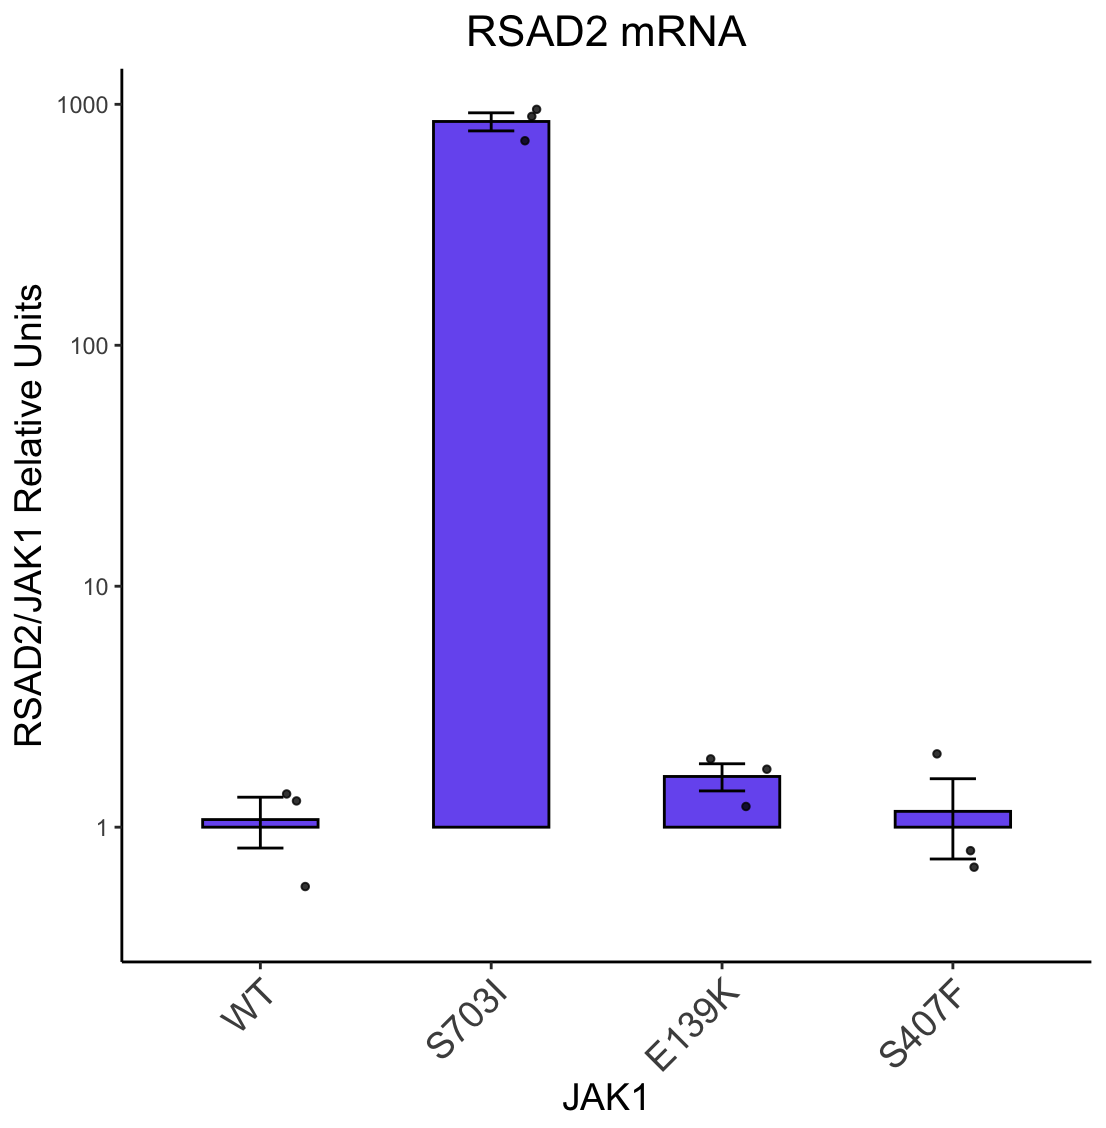 RSAD2 mRNA
RSAD2/JAK1 Relative Units
1000
100
10
1
WT
S703I
E139K
S407F
JAK1